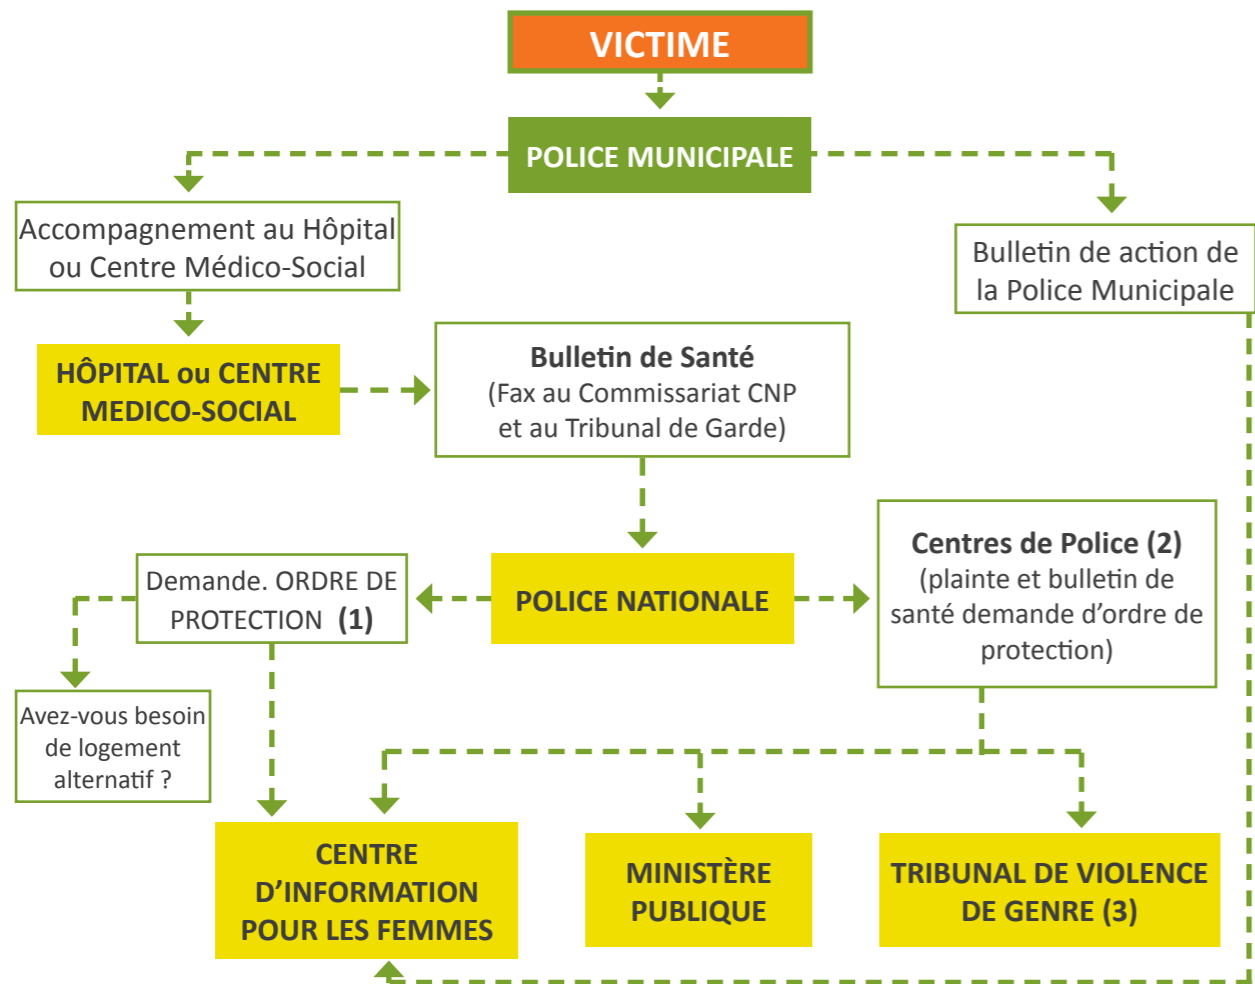 VICTIME
POLICE MUNICIPALE
Accompagnement au Hôpital
ou Centre Médico-Social
Bulletin de action de
la Police Municipale
HÔPITAL ou CENTRE
MEDICO-SOCIAL
Bulletin de Santé
(Fax au Commissariat CNP
et au Tribunal de Garde)
Demande. ORDRE DE
PROTECTION (1)
POLICE NATIONALE
Centres de Police (2)
(plainte et bulletin de
santé demande d’ordre de
protection)
Avez-vous besoin
de logement
alternatif ?
CENTRE
D’INFORMATION
POUR LES FEMMES
MINISTÈRE
PUBLIQUE
TRIBUNAL DE VIOLENCE
DE GENRE (3)